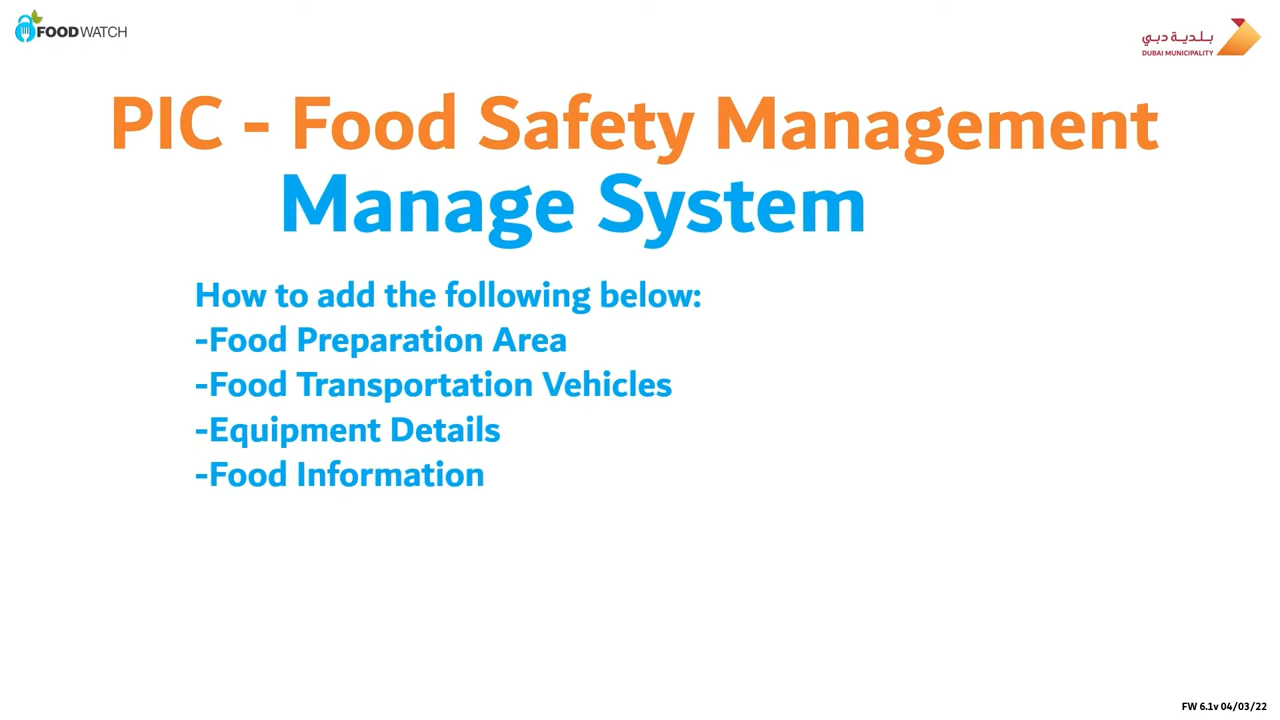 FOODWATCH
بلدية دبي
DUBAI MUNICIPALITY
PIC - Food Safety Management
Manage System
How to add the following below:
-Food Preparation Area
-Food Transportation Vehicles
-Equipment Details
-Food Information
FW 6.1v 04/03/22